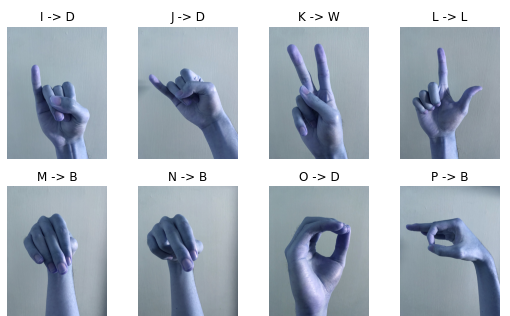 I -> D
J -> D
K -> W
L -> L
M -> B
N -> B
O -> D
P -> B